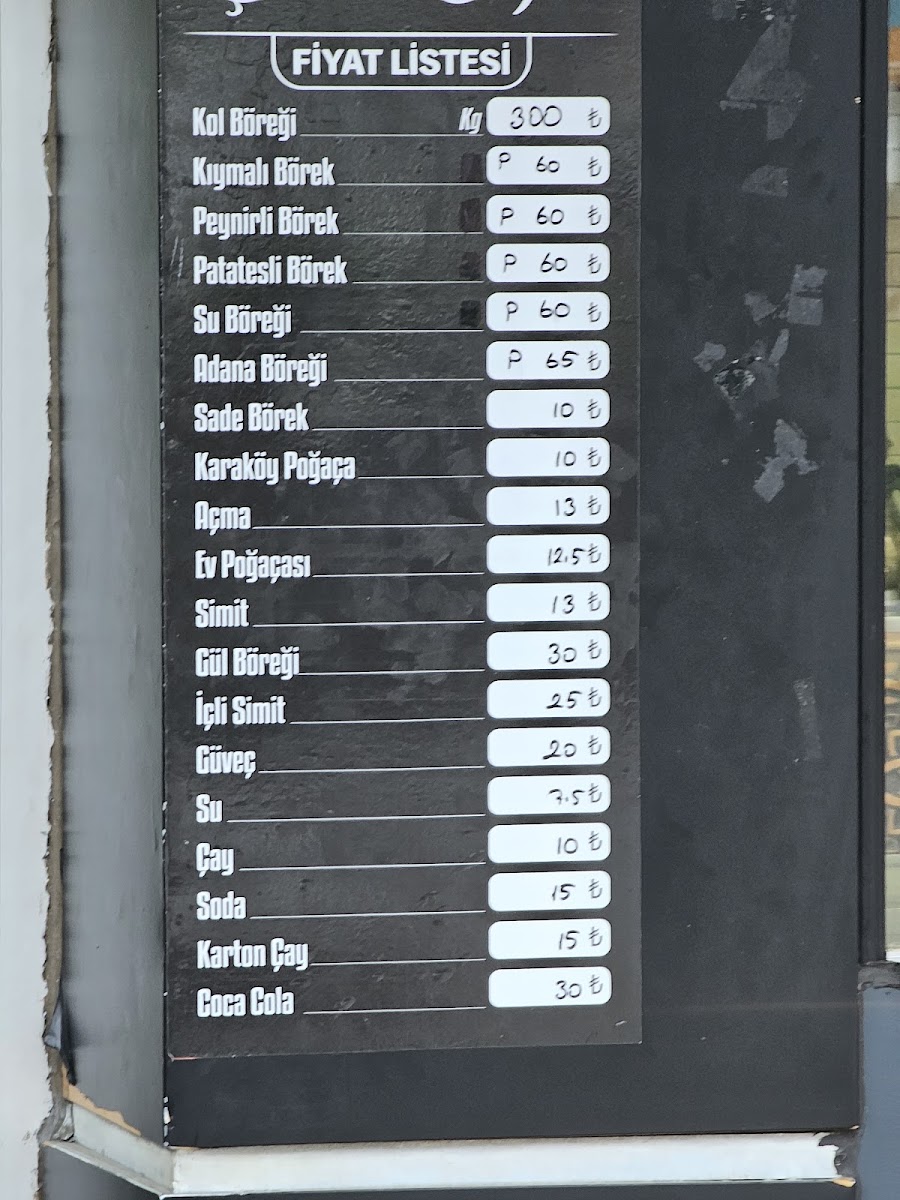 FİYAT LİSTESİ
Kol Böreği Kg 300 ₺
Kıymalı Börek P 60 ₺
Peynirli Börek P 60 ₺
Patatesli Börek P 60 ₺
Su Böreği P 60 ₺
Adana Böreği P 65 ₺
Sade Börek 10 ₺
Karaköy Poğaça 10 ₺
Açma 13 ₺
Ev Poğaçası 12.5 ₺
Simit 13 ₺
Gül Böreği 30 ₺
İçli Simit 25 ₺
Güveç 20 ₺
Su 7.5 ₺
Çay 10 ₺
Soda 15 ₺
Karton Çay 15 ₺
Coca Cola 30 ₺